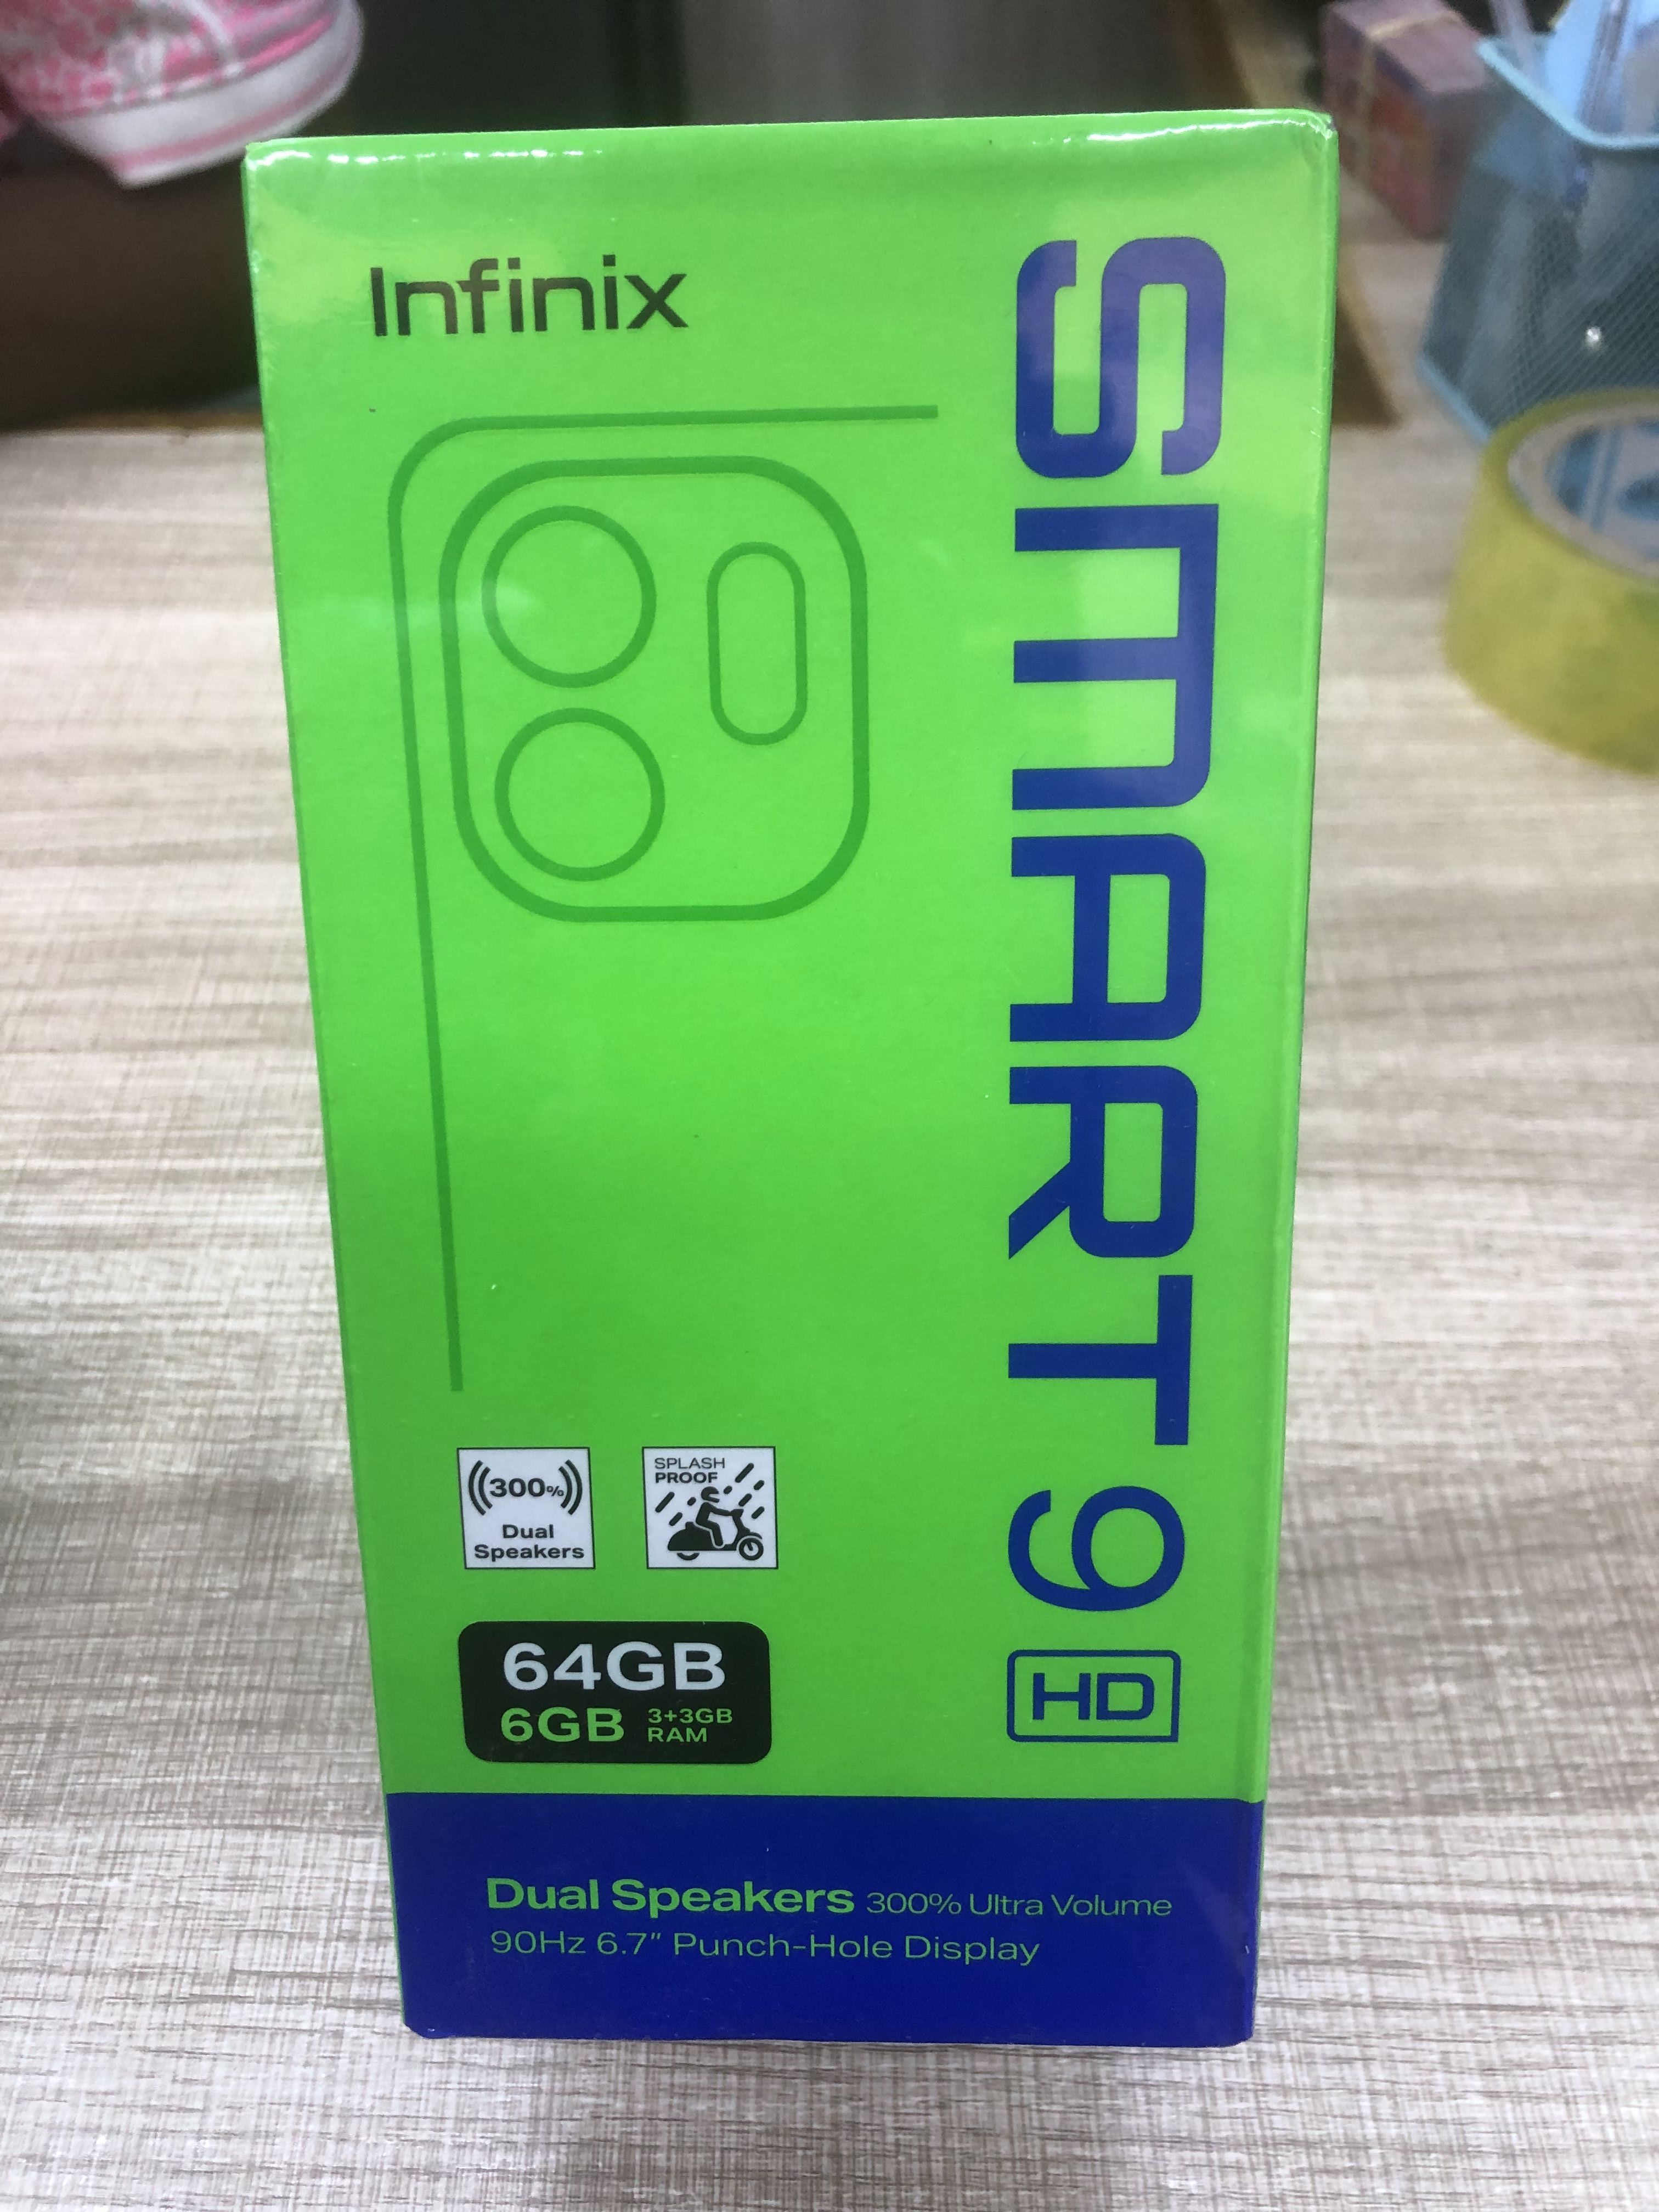 Infinix
SMART 9 HD
300%
Dual
Speakers
SPLASH
PROOF
64GB
6GB 3+3GB
RAM
Dual Speakers 300% Ultra Volume
90Hz 6.7" Punch-Hole Display